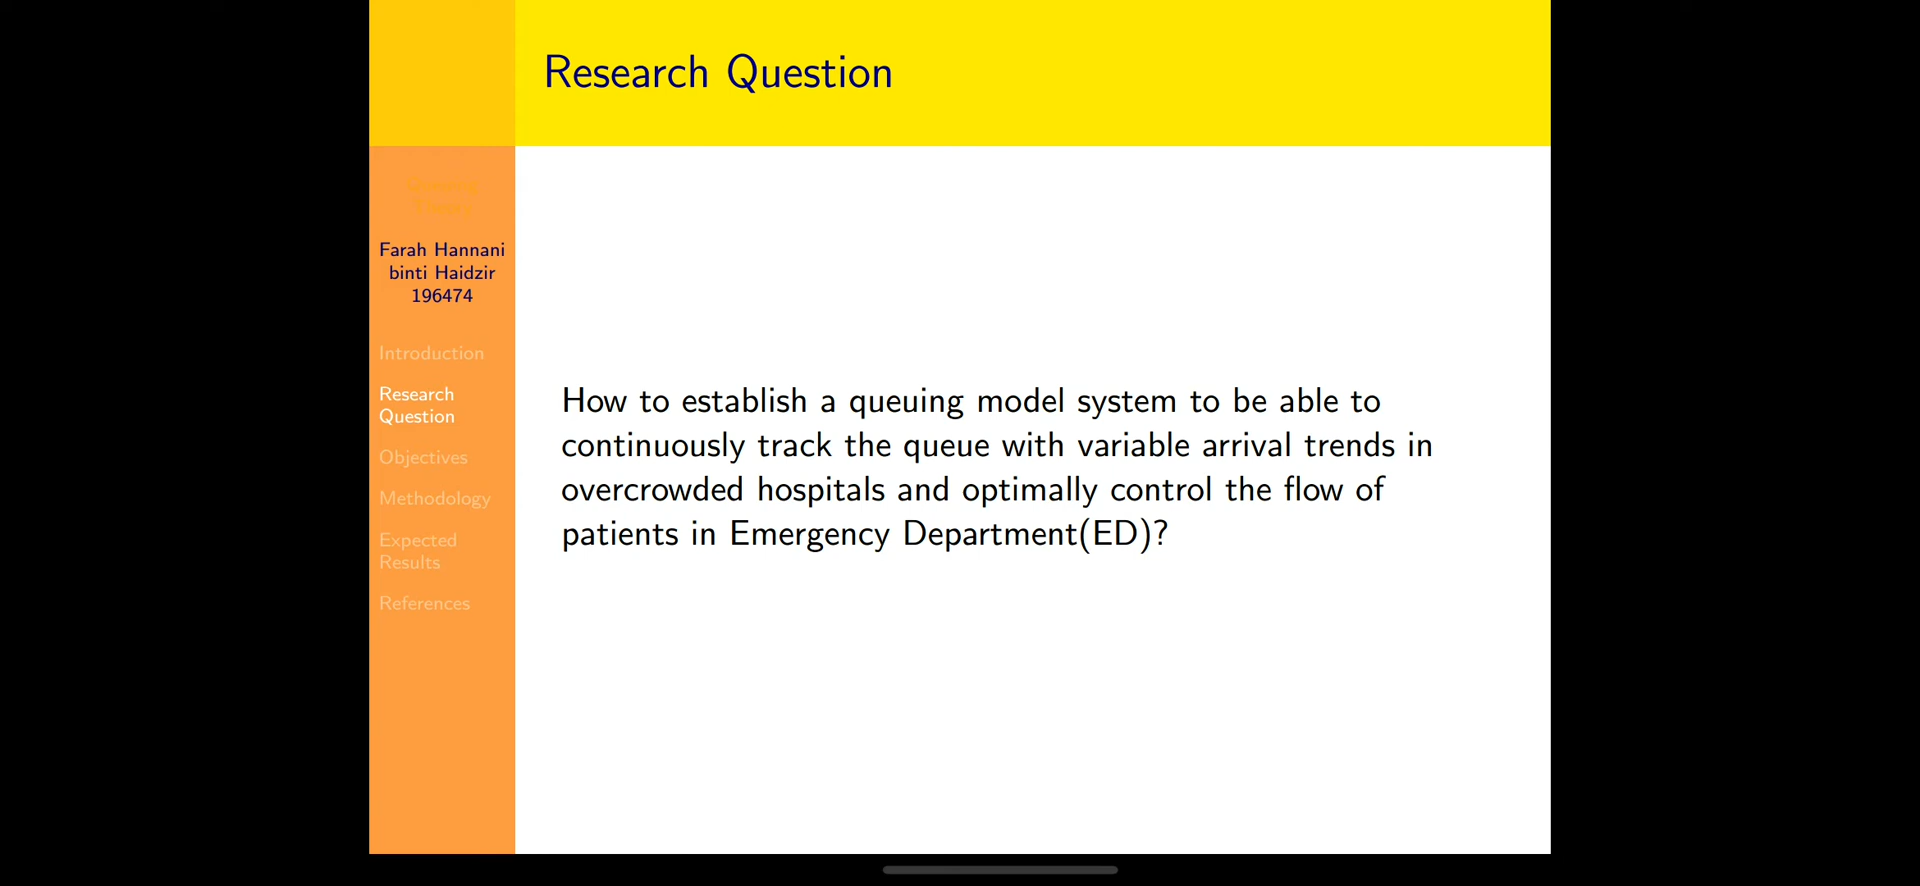 Research Question
Queuing
Theory
Farah Hannani
binti Haidzir
196474
Introduction
Research
Question
Objectives
Methodology
Expected
Results
References
How to establish a queuing model system to be able to
continuously track the queue with variable arrival trends in
overcrowded hospitals and optimally control the flow of
patients in Emergency Department(ED)?